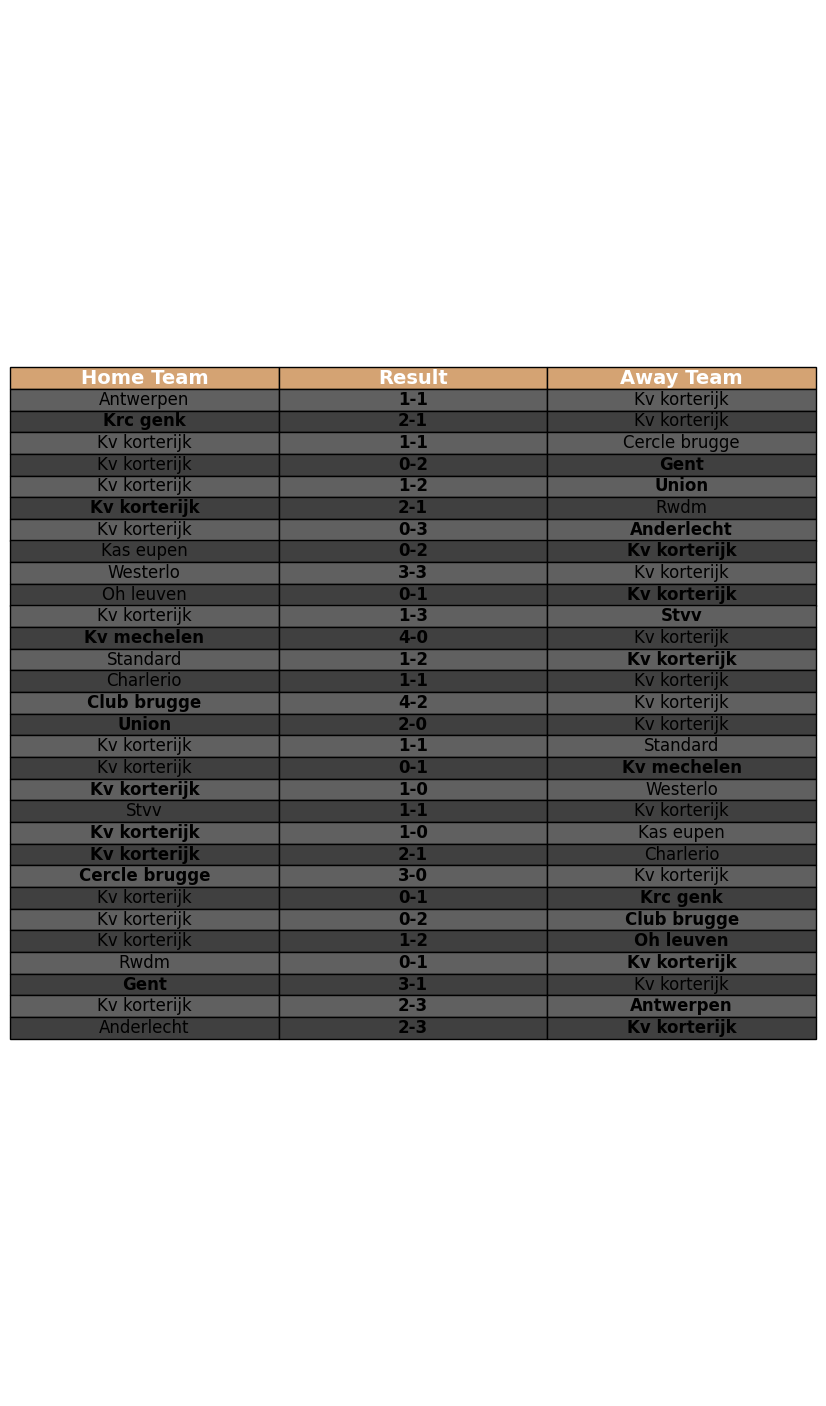 Home Team Result Away Team
Antwerpen 1-1 Kv korterijk
Krc genk 2-1 Kv korterijk
Kv korterijk 1-1 Cercle brugge
Kv korterijk 0-2 Gent
Kv korterijk 1-2 Union
Kv korterijk 2-1 Rwdm
Kv korterijk 0-3 Anderlecht
Kas eupen 0-2 Kv korterijk
Westerlo 3-3 Kv korterijk
Oh leuven 0-1 Kv korterijk
Kv korterijk 1-3 Stvv
Kv mechelen 4-0 Kv korterijk
Standard 1-2 Kv korterijk
Charlerio 1-1 Kv korterijk
Club brugge 4-2 Kv korterijk
Union 2-0 Kv korterijk
Kv korterijk 1-1 Standard
Kv korterijk 0-1 Kv mechelen
Kv korterijk 1-0 Westerlo
Stvv 1-1 Kv korterijk
Kv korterijk 1-0 Kas eupen
Kv korterijk 2-1 Charlerio
Cercle brugge 3-0 Kv korterijk
Kv korterijk 0-1 Krc genk
Kv korterijk 0-2 Club brugge
Kv korterijk 1-2 Oh leuven
Rwdm 0-1 Kv korterijk
Gent 3-1 Kv korterijk
Kv korterijk 2-3 Antwerpen
Anderlecht 2-3 Kv korterijk